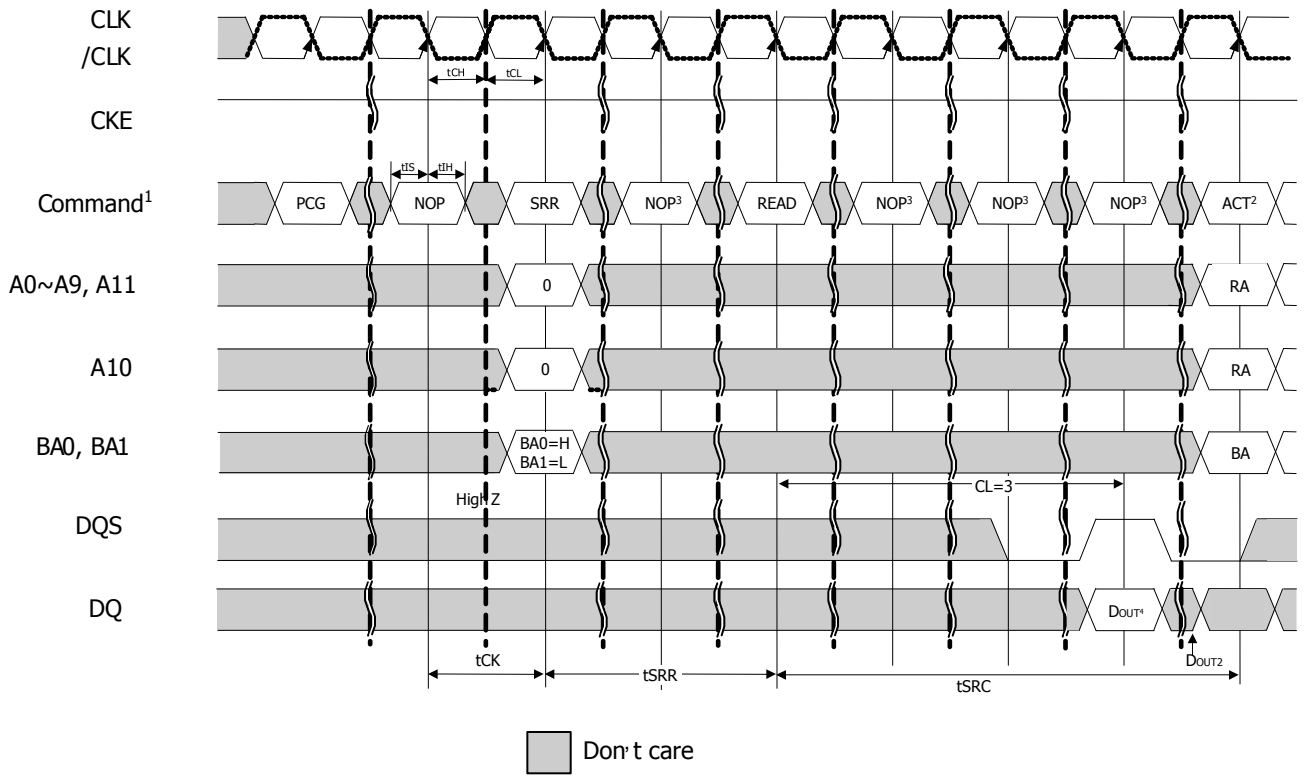 CLK
/CLK
tCH tCL
CKE
tIS tIH
Command¹ PCG NOP SRR NOP³ READ NOP³ NOP³ NOP³ ACT²
A0~A9, A11 0 RA
A10 0 RA
BA0, BA1 BA0=H BA
BA1=L
High Z CL=3
DQS
DQ DOUT⁴
DOUT2
tCK tSRR tSRC
Don't care